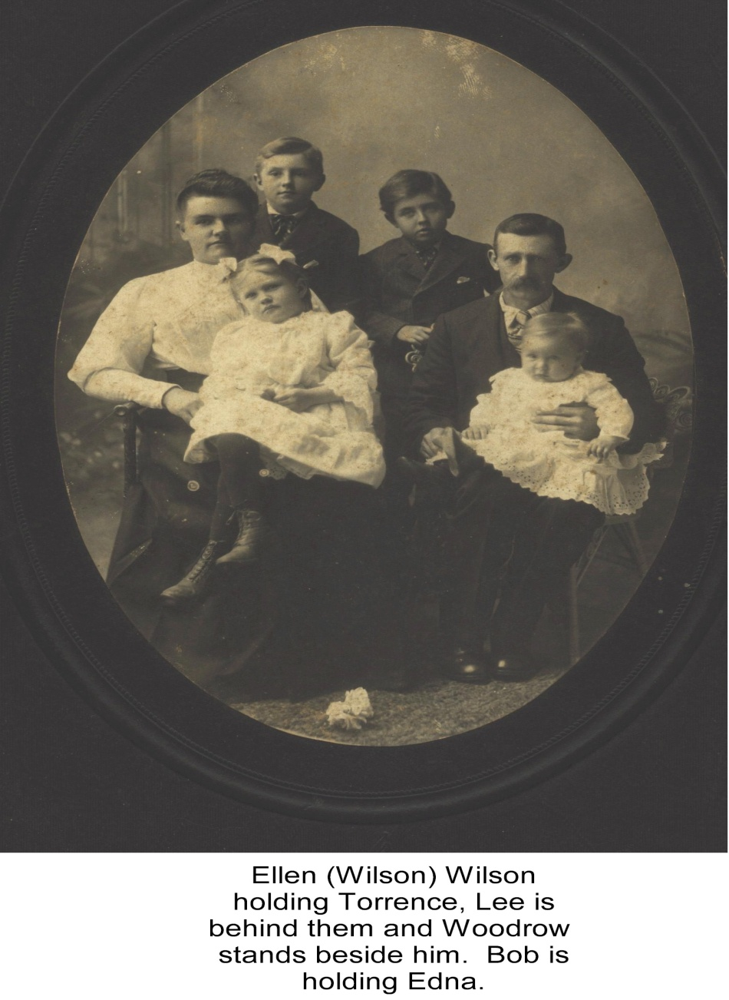 Ellen (Wilson) Wilson
holding Torrence, Lee is
behind them and Woodrow
stands beside him.  Bob is
holding Edna.